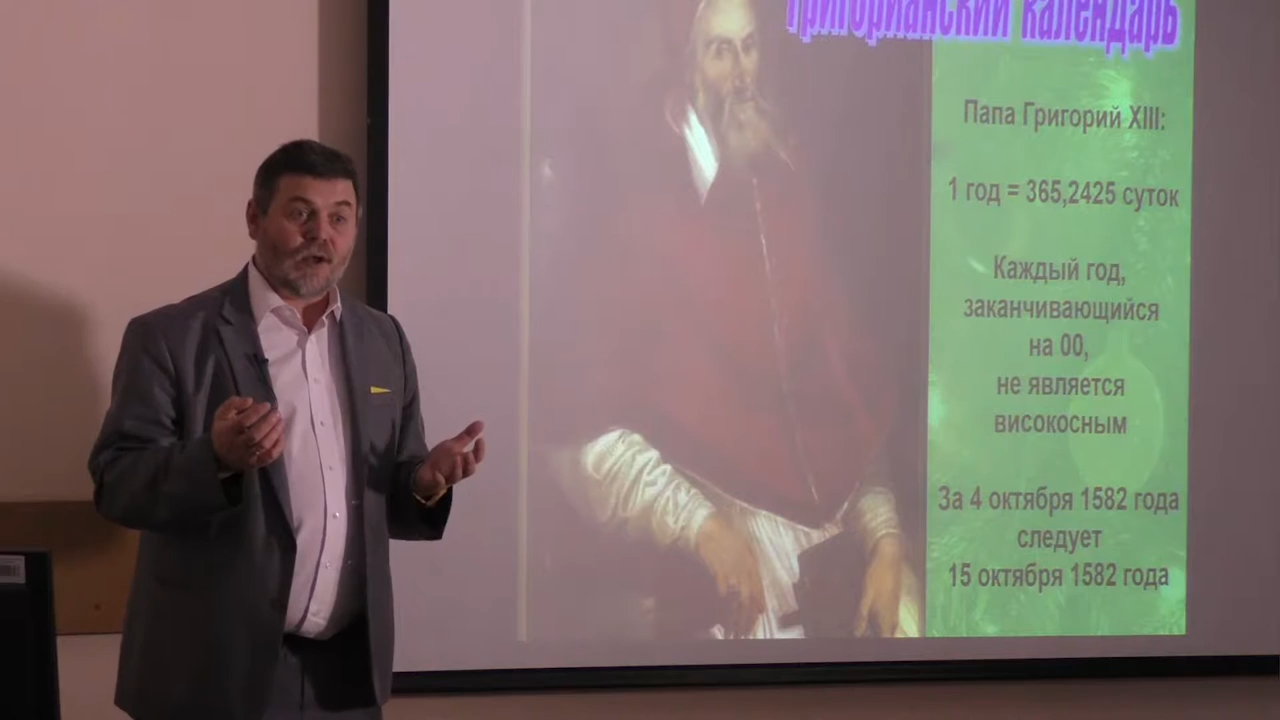 Григорианский календарь
Папа Григорий XIII:
1 год = 365,2425 суток
Каждый год,
заканчивающийся
на 00,
не является
високосным
За 4 октября 1582 года
следует
15 октября 1582 года